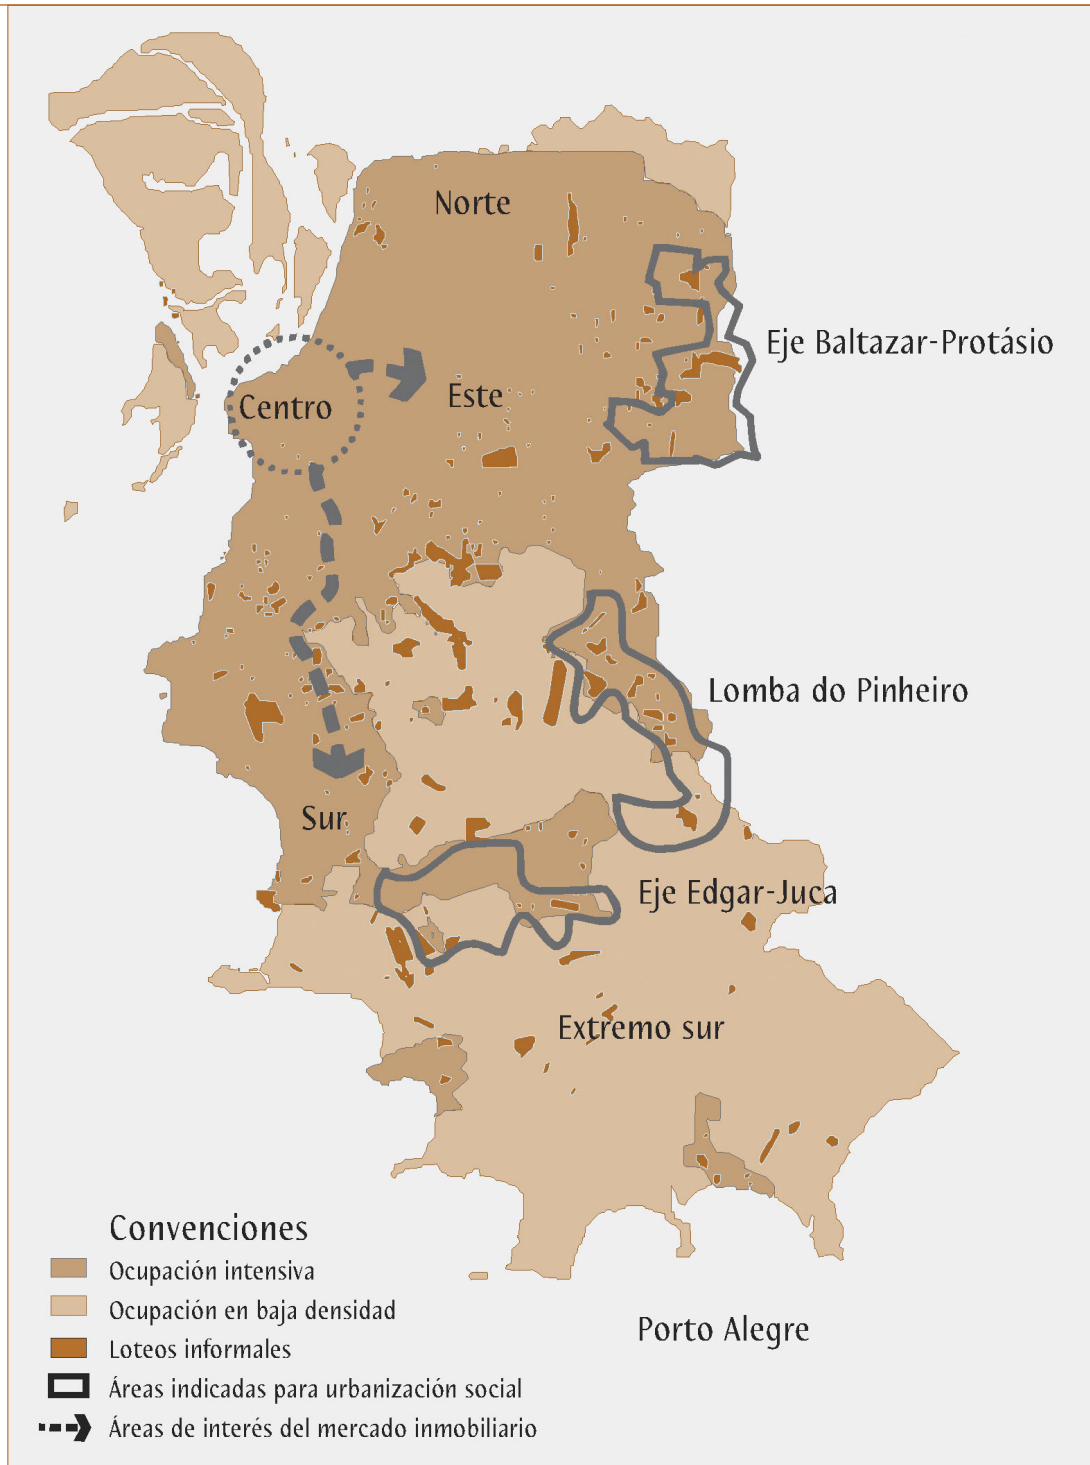 Norte
Eje Baltazar-Protásio
Este
Centro
Lomba do Pinheiro
Sur
Eje Edgar-Juca
Extremo sur
Convenciones
Ocupación intensiva
Ocupación en baja densidad
Loteos informales
Áreas indicadas para urbanización social
Áreas de interés del mercado inmobiliario
Porto Alegre